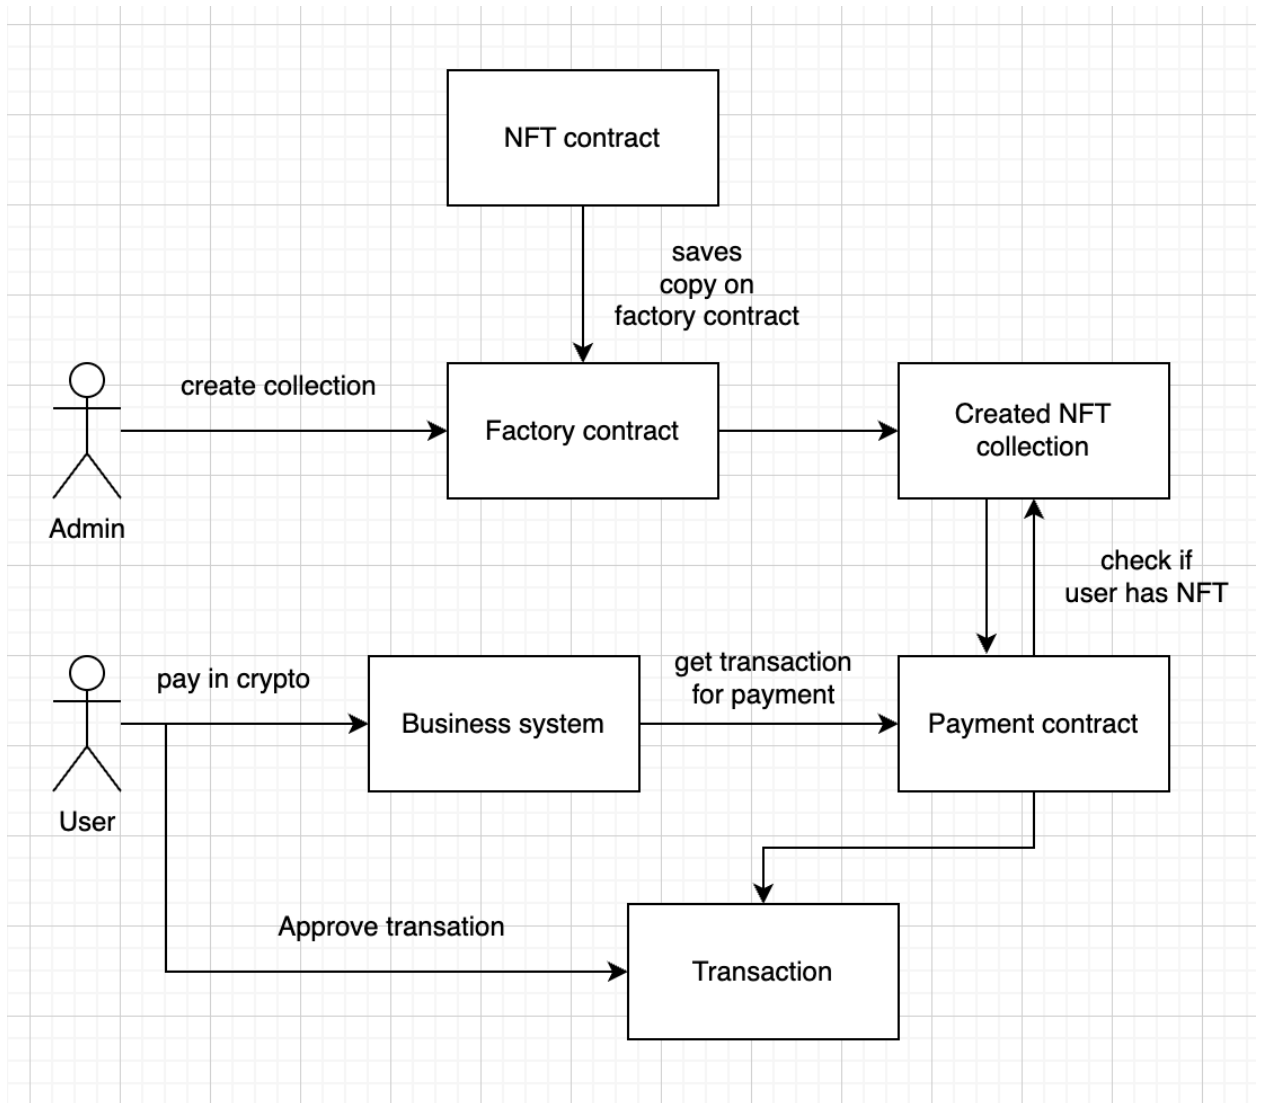 NFT contract
saves
copy on
factory contract
create collection
Factory contract
Created NFT
collection
Admin
check if
user has NFT
pay in crypto
Business system
get transaction
for payment
Payment contract
User
Approve transation
Transaction